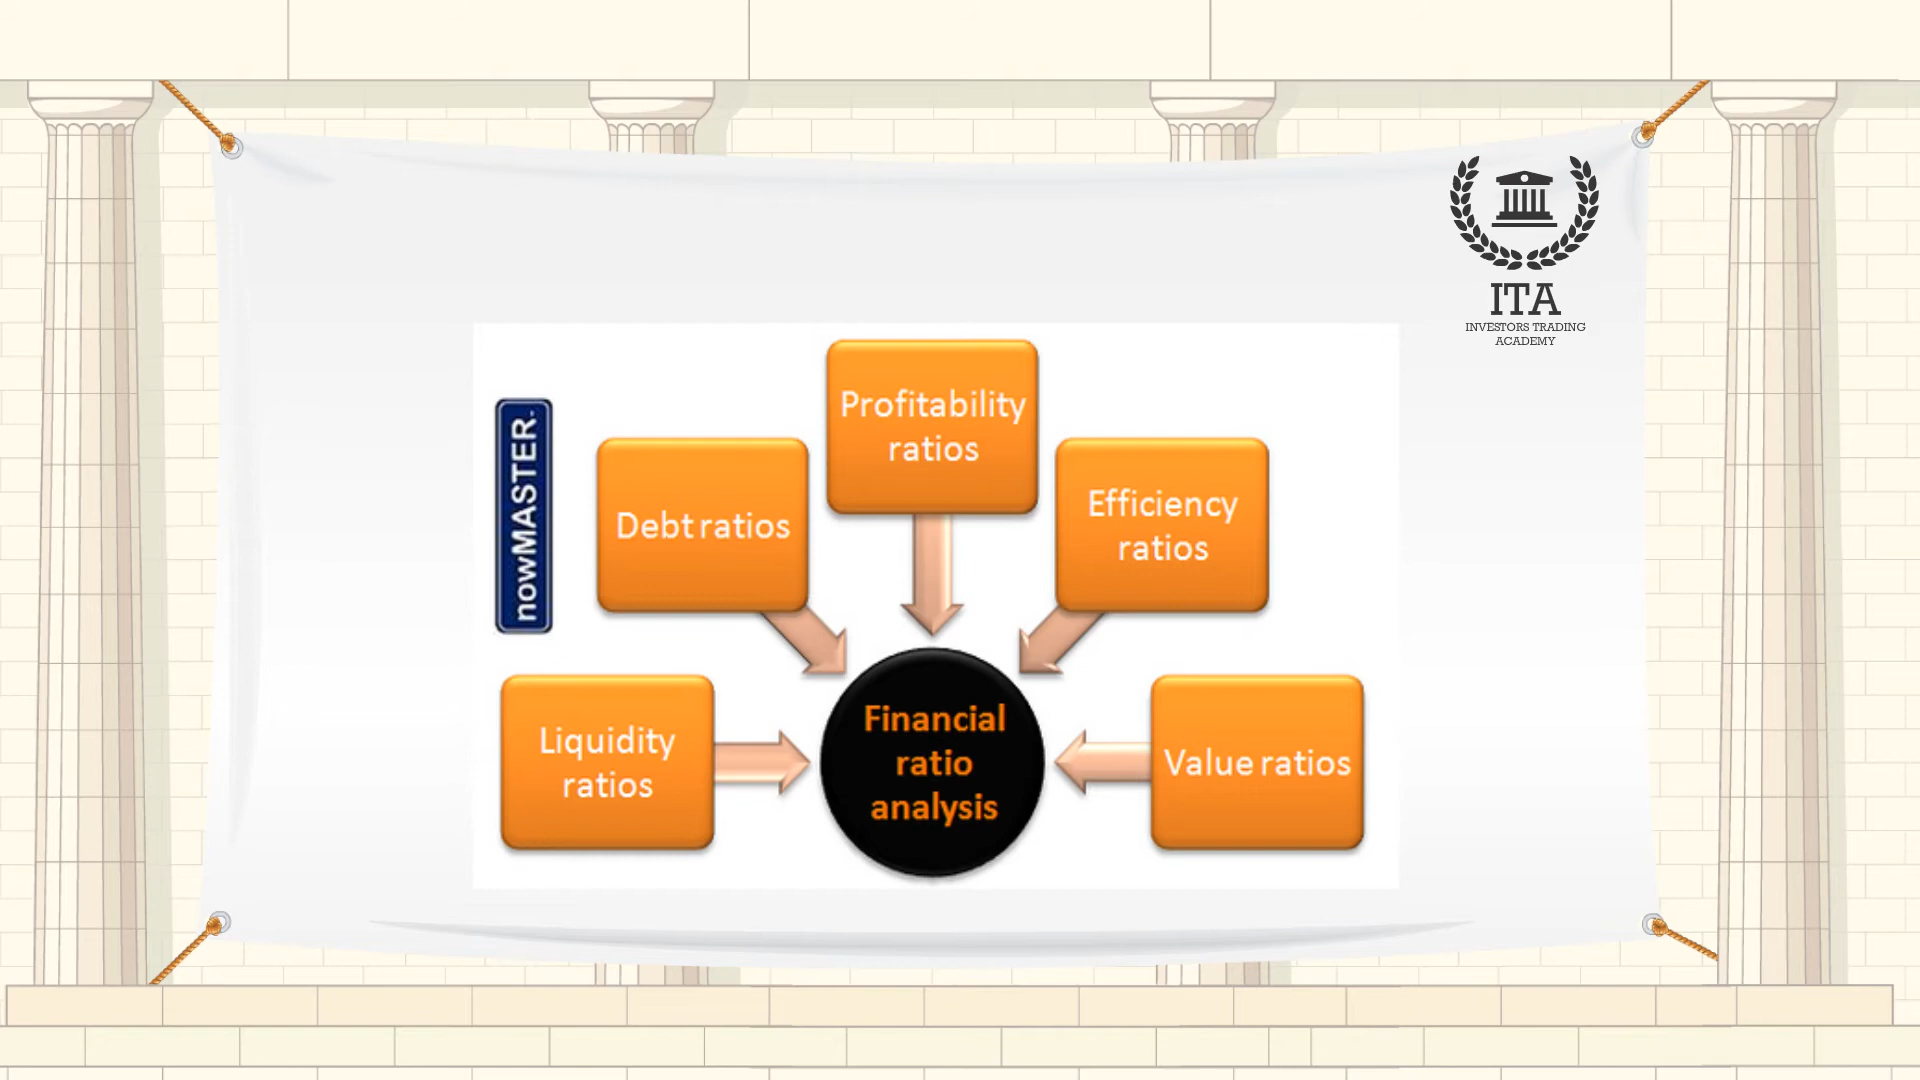 ITA
INVESTORS TRADING
ACADEMY
nowMASTER
Profitability
ratios
Debt ratios
Efficiency
ratios
Liquidity
ratios
Financial
ratio
analysis
Value ratios